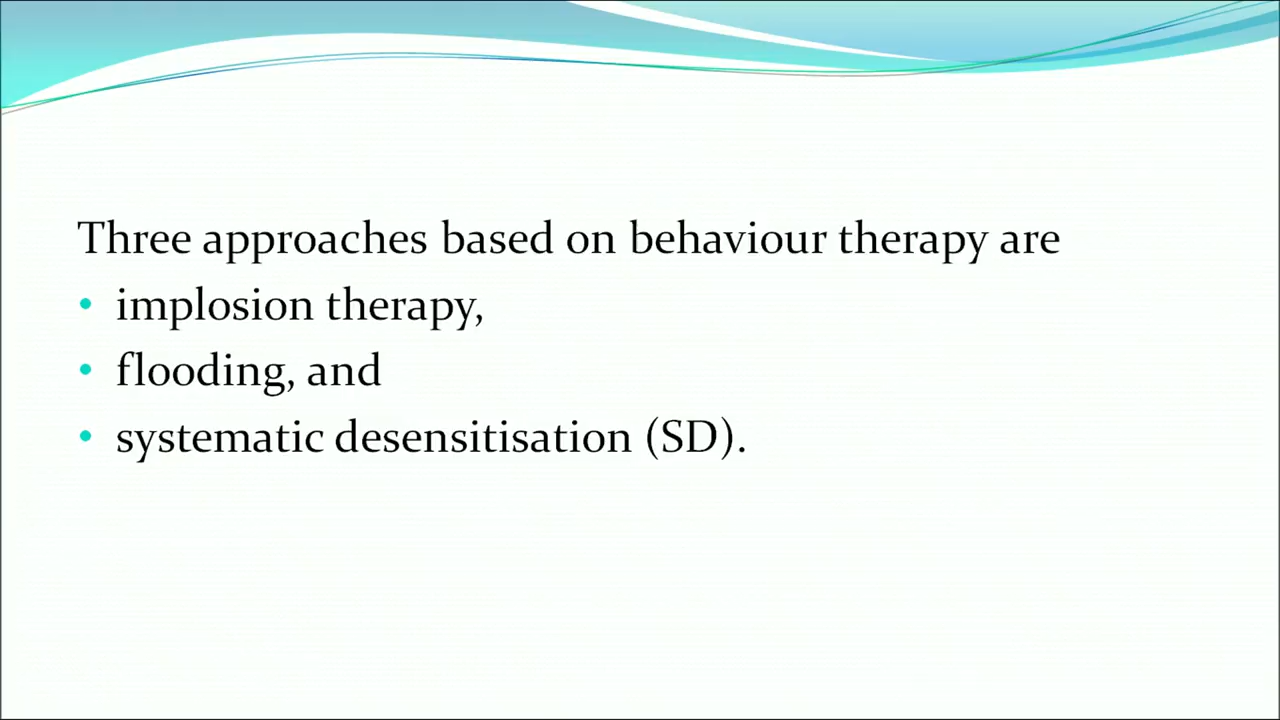 Three approaches based on behaviour therapy are
• implosion therapy,
• flooding, and
• systematic desensitisation (SD).